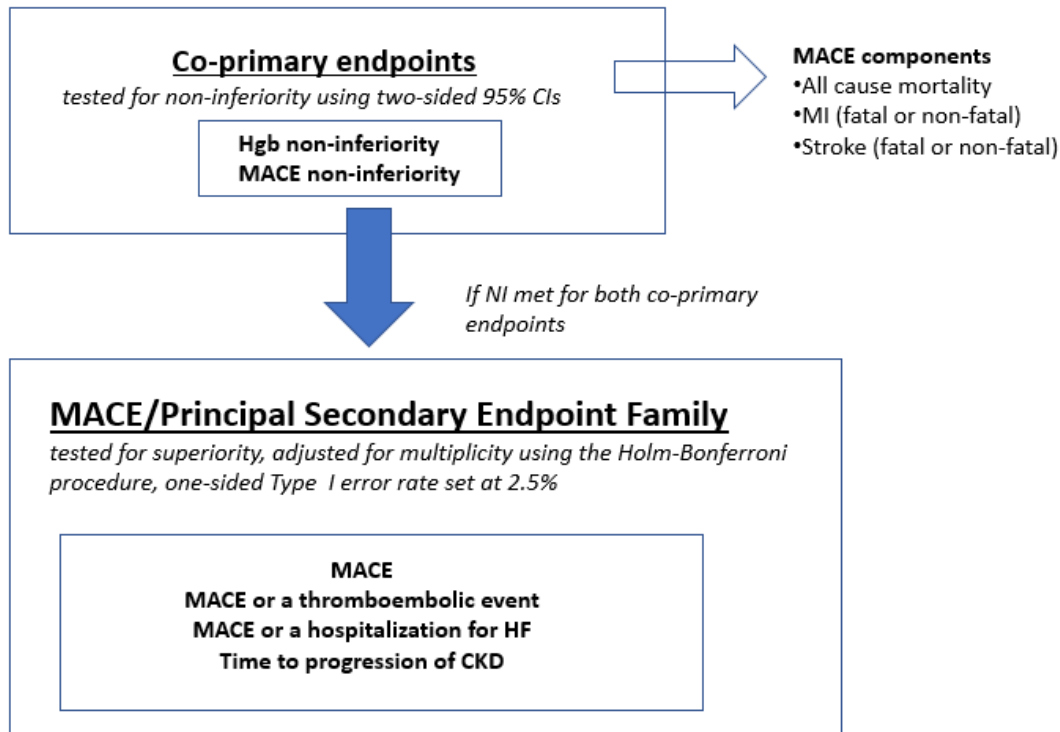 Co-primary endpoints
tested for non-inferiority using two-sided 95% CIs
Hgb non-inferiority
MACE non-inferiority
MACE components
•All cause mortality
•MI (fatal or non-fatal)
•Stroke (fatal or non-fatal)
If NI met for both co-primary
endpoints
MACE/Principal Secondary Endpoint Family
tested for superiority, adjusted for multiplicity using the Holm-Bonferroni
procedure, one-sided Type I error rate set at 2.5%
MACE
MACE or a thromboembolic event
MACE or a hospitalization for HF
Time to progression of CKD